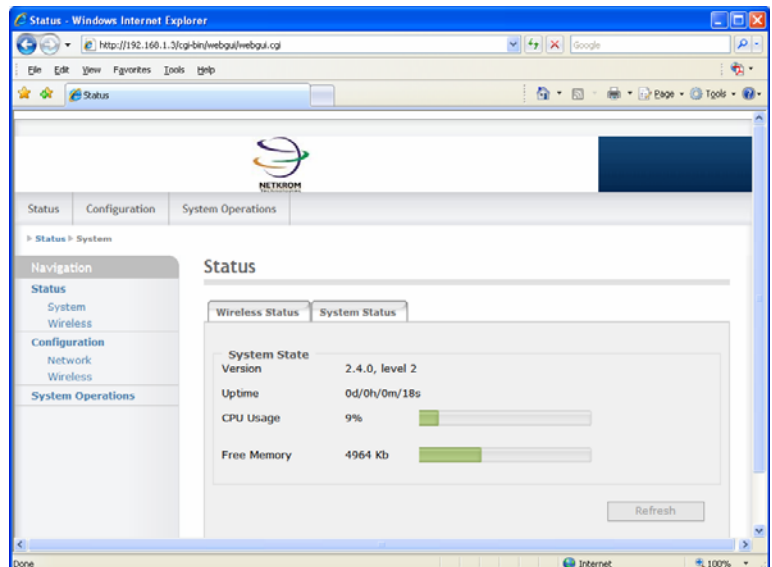 Status - Windows Internet Explorer
http://192.168.1.3/cgi-bin/webgui/webgui.cgi
Google
File Edit View Favorites Tools Help
Status
Page Tools
NETKROM
TECHNOLOGIES
Status Configuration System Operations
Status System
Navigation
Status
System
Wireless
Configuration
Network
Wireless
System Operations
Status
Wireless Status System Status
System State
Version 2.4.0, level 2
Uptime 0d/0h/0m/18s
CPU Usage 9%
Free Memory 4964 Kb
Refresh
Done Internet 100%